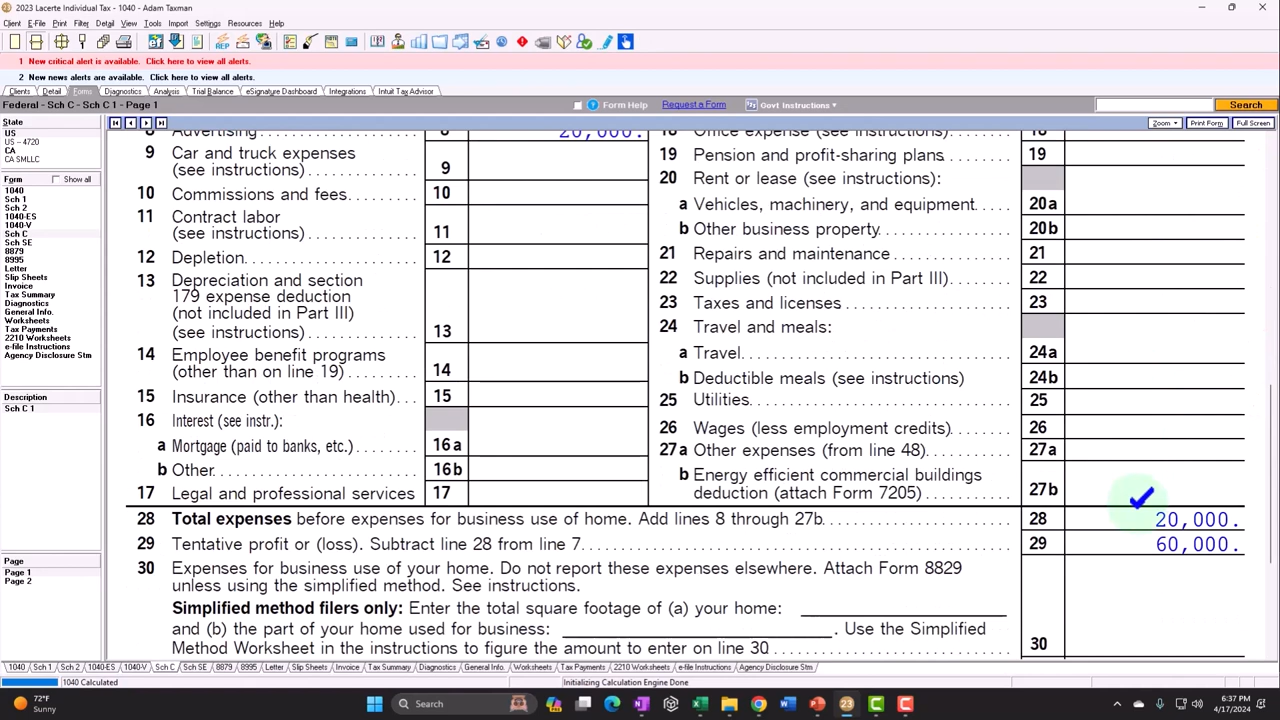 2023 Lacerte Individual Tax - 1040 - Adam Taxman
Client E-File Print Filter Detail View Tools Import Settings Resources Help
REP
1 New critical alert is available. Click here to view all alerts.
2 New news alerts are available. Click here to view all alerts.
Clients Detail Forms Diagnostics Analysis Trial Balance eSignature Dashboard Integrations Intuit Tax Advisor
Federal - Sch C - Sch C 1 - Page 1
Form Help Request a Form Govt Instructions Search
Zoom Print Form Full Screen
State
US
US - 4720
CA
CA SMLLC
Form Show all
1040
Sch 1
Sch 2
1040-ES
1040-V
Sch C
Sch SE
8879
8995
Letter
Slip Sheets
Invoice
Tax Summary
Diagnostics
General Info.
Worksheets
Tax Payments
2210 Worksheets
e-file Instructions
Agency Disclosure Stm
Description
Sch C 1
Page
Page 1
Page 2
8 Advertising 8 20,000.
9 Car and truck expenses
(see instructions) 9
10 Commissions and fees 10
11 Contract labor
(see instructions) 11
12 Depletion 12
13 Depreciation and section
179 expense deduction
(not included in Part III)
(see instructions) 13
14 Employee benefit programs
(other than on line 19) 14
15 Insurance (other than health) 15
16 Interest (see instr.):
a Mortgage (paid to banks, etc.) 16a
b Other 16b
17 Legal and professional services 17
18 Office expense (see instructions) 18
19 Pension and profit-sharing plans 19
20 Rent or lease (see instructions):
a Vehicles, machinery, and equipment 20a
b Other business property 20b
21 Repairs and maintenance 21
22 Supplies (not included in Part III) 22
23 Taxes and licenses 23
24 Travel and meals:
a Travel 24a
b Deductible meals (see instructions) 24b
25 Utilities 25
26 Wages (less employment credits) 26
27a Other expenses (from line 48) 27a
b Energy efficient commercial buildings
deduction (attach Form 7205) 27b
28 Total expenses before expenses for business use of home. Add lines 8 through 27b 28 20,000.
29 Tentative profit or (loss). Subtract line 28 from line 7 29 60,000.
30 Expenses for business use of your home. Do not report these expenses elsewhere. Attach Form 8829
unless using the simplified method. See instructions.
Simplified method filers only: Enter the total square footage of (a) your home:
and (b) the part of your home used for business: . Use the Simplified
Method Worksheet in the instructions to figure the amount to enter on line 30 30
1040 Sch 1 Sch 2 1040-ES 1040-V Sch C Sch SE 8879 8995 Letter Slip Sheets Invoice Tax Summary Diagnostics General Info. Worksheets Tax Payments 2210 Worksheets e-file Instructions Agency Disclosure Stm
1040 Calculated Initializing Calculation Engine Done
72°F
Sunny
Search
23
6:37 PM
4/17/2024